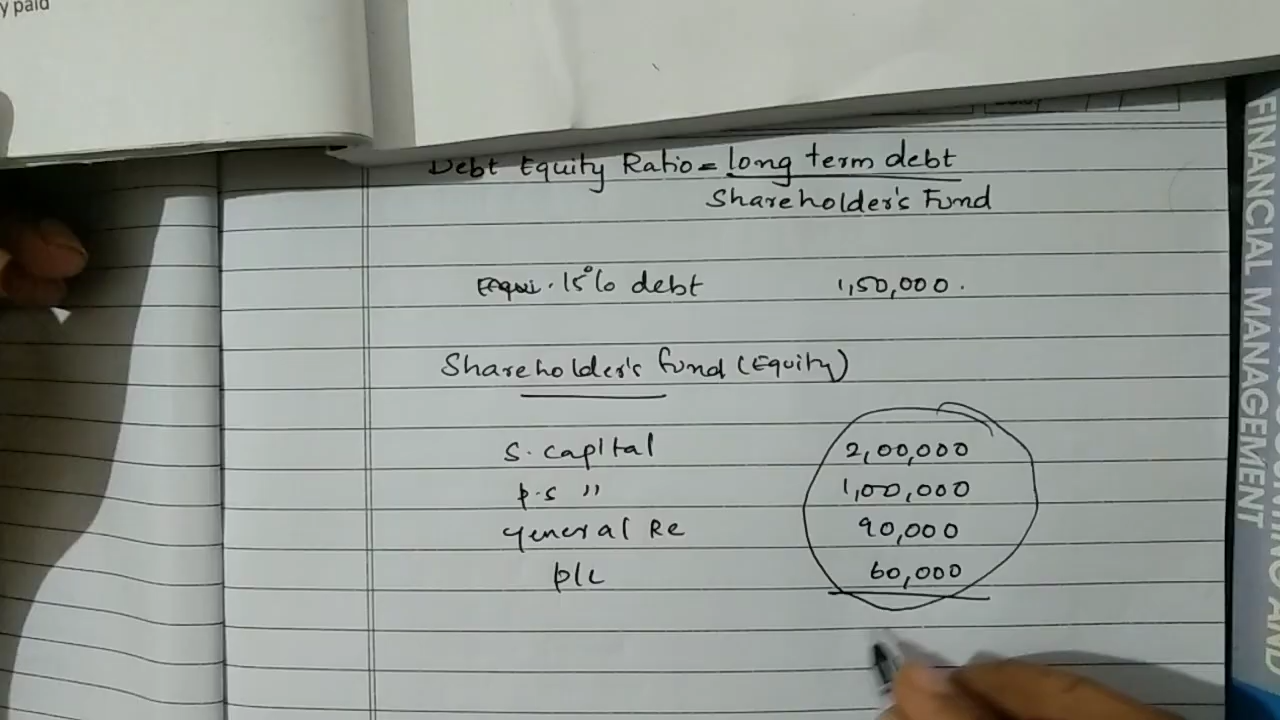 y paid
Debt Equity Ratio = long term debt
Shareholder's Fund
15% debt 1,50,000.
Shareholder's fund (Equity)
S. capital 2,00,000
p.s " 1,00,000
general Re 90,000
p/L 60,000
FINANCIAL MANAGEMENT
AND